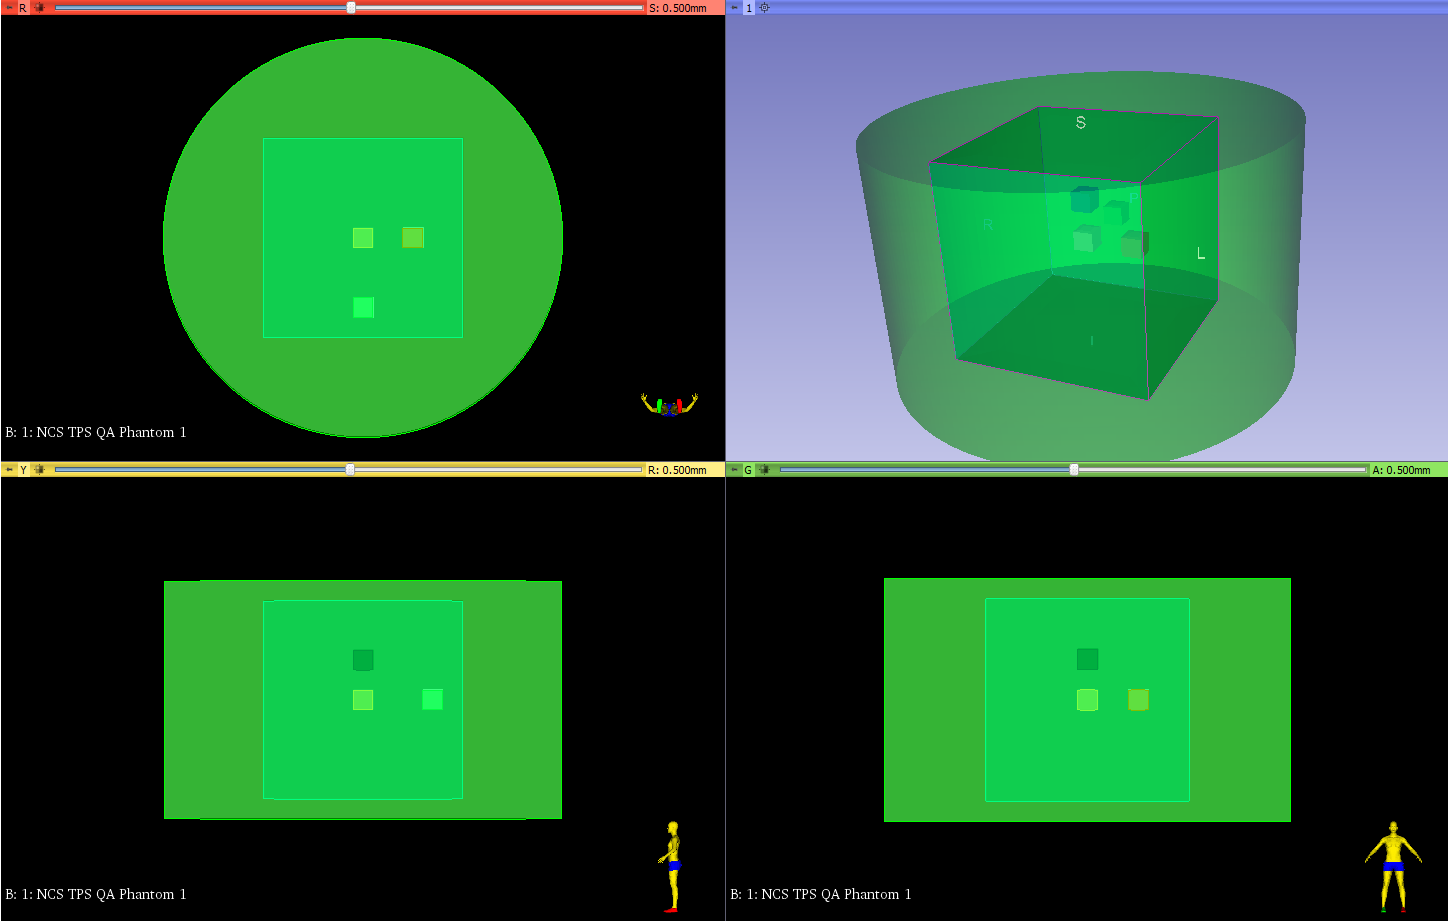 R
S: 0.500mm
1
B: 1: NCS TPS QA Phantom 1
S
P
R
L
I
Y
R: 0.500mm
G
A: 0.500mm
B: 1: NCS TPS QA Phantom 1
B: 1: NCS TPS QA Phantom 1